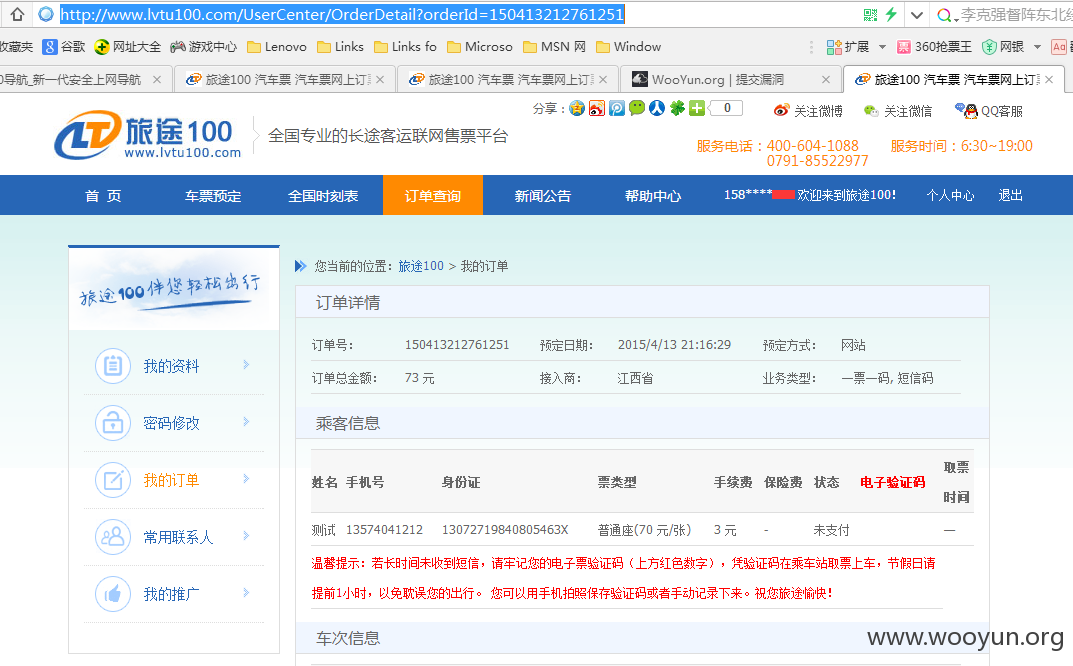 http://www.lvtu100.com/UserCenter/OrderDetail?orderId=150413212761251
李克强督阵东北经
收藏夹 谷歌 网址大全 游戏中心 Lenovo Links Links fo Microso MSN 网 Window 扩展 360抢票王 网银
0导航_新一代安全上网导航 旅途100 汽车票 汽车票网上订 旅途100 汽车票 汽车票网上订 WooYun.org | 提交漏洞 旅途100 汽车票 汽车票网上订
分享： 0 关注微博 关注微信 QQ客服
旅途100
www.lvtu100.com
全国专业的长途客运联网售票平台
服务电话：400-604-1088 服务时间：6:30~19:00
0791-85522977
首 页 车票预定 全国时刻表 订单查询 新闻公告 帮助中心 158**** 欢迎来到旅途100! 个人中心 退出
旅途100伴您轻松出行
我的资料
密码修改
我的订单
常用联系人
我的推广
您当前的位置：旅途100 > 我的订单
订单详情
订单号： 150413212761251 预定日期： 2015/4/13 21:16:29 预定方式： 网站
订单总金额： 73 元 接入商： 江西省 业务类型： 一票一码, 短信码
乘客信息
姓名 手机号 身份证 票类型 手续费 保险费 状态 电子验证码 取票时间
测试 13574041212 13072719840805463X 普通座(70 元/张) 3 元 - 未支付 —
温馨提示：若长时间未收到短信，请牢记您的电子票验证码（上方红色数字），凭验证码在乘车站取票上车，节假日请
提前1小时，以免耽误您的出行。 您可以用手机拍照保存验证码或者手动记录下来。祝您旅途愉快!
车次信息
www.wooyun.org